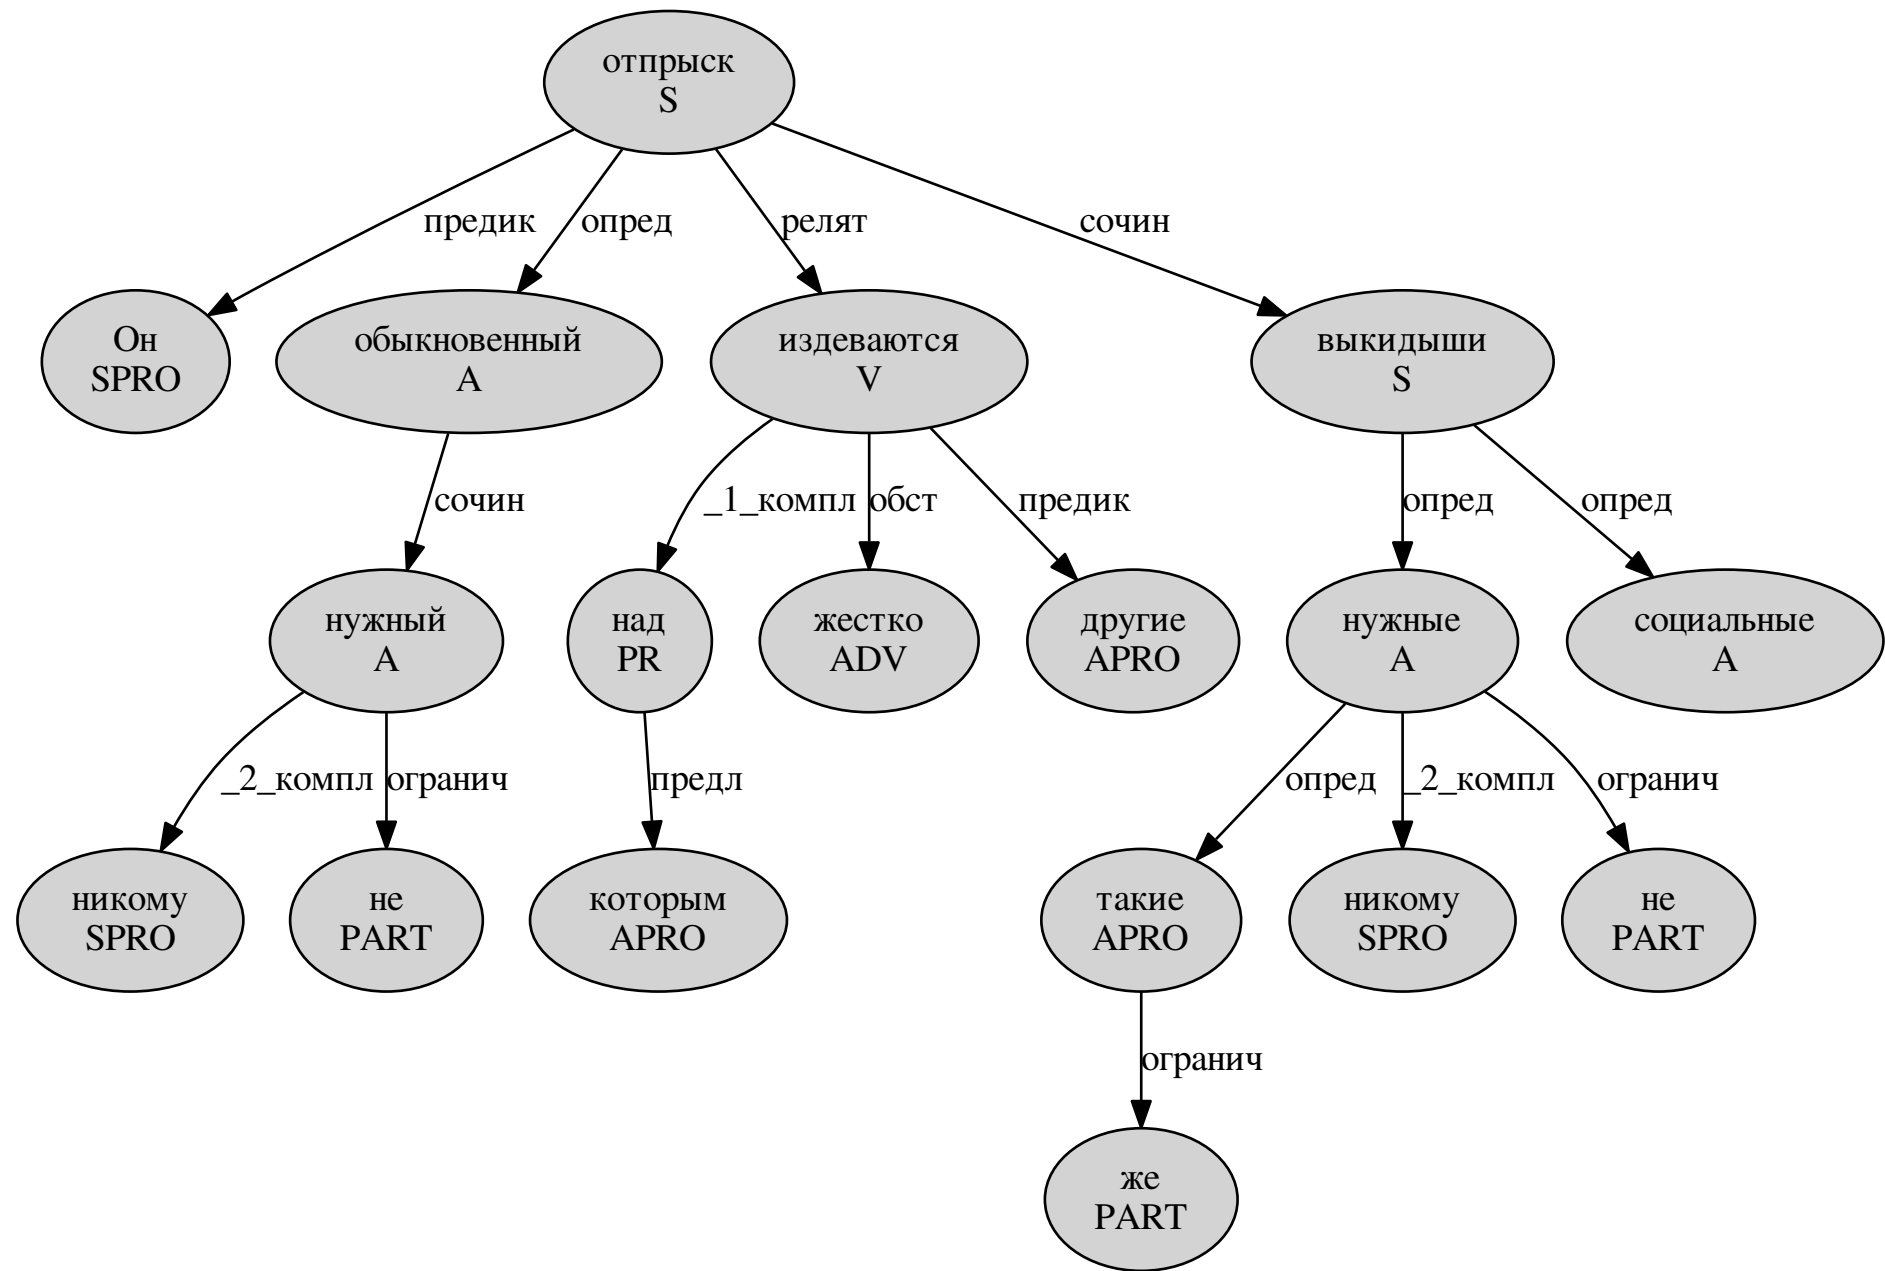 отпрыск
S
предик
опред
релят
сочин
Он
SPRO
обыкновенный
A
издеваются
V
выкидыши
S
сочин
_1_компл
обст
предик
опред
опред
нужный
A
над
PR
жестко
ADV
другие
APRO
нужные
A
социальные
A
_2_компл
огранич
предл
опред
_2_компл
огранич
никому
SPRO
не
PART
которым
APRO
такие
APRO
никому
SPRO
не
PART
огранич
же
PART